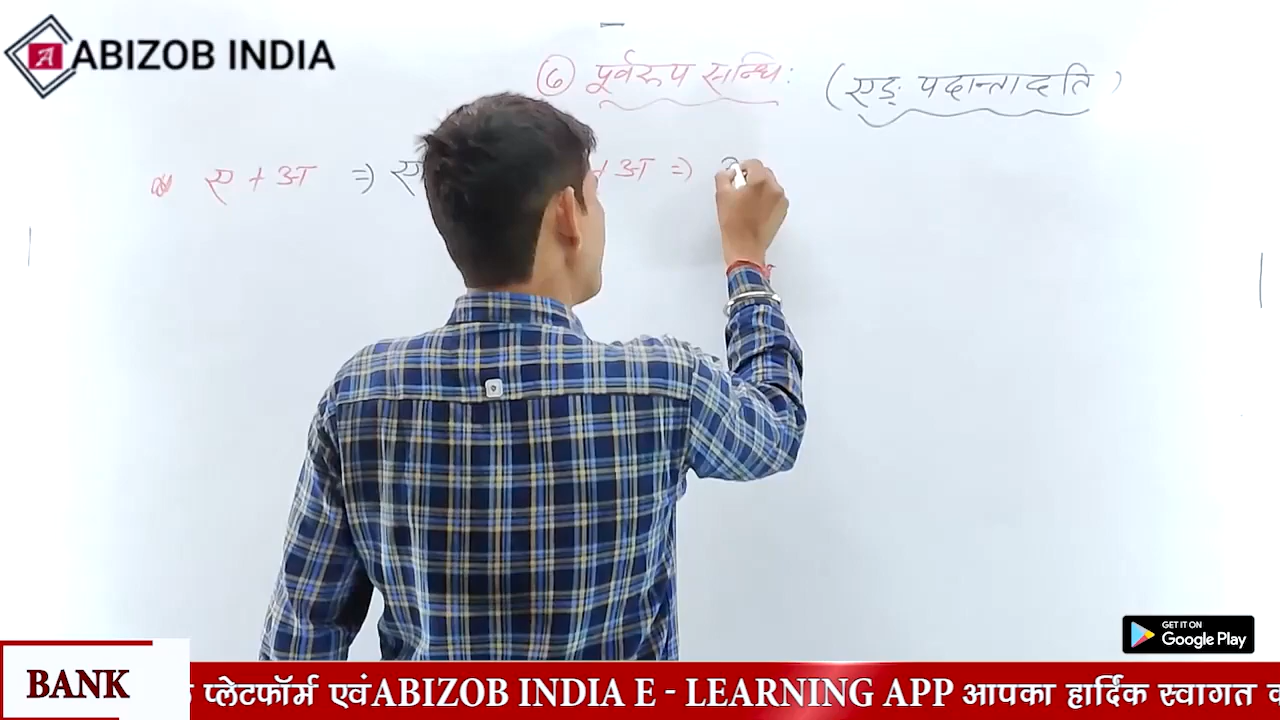 ABIZOB INDIA
A
६ पूर्वरुप सन्धि: (एङ् पदान्तादति)
ए + अ => ए + अ =>
GET IT ON
Google Play
BANK
प्लेटफॉर्म एवं ABIZOB INDIA E - LEARNING APP आपका हार्दिक स्वागत